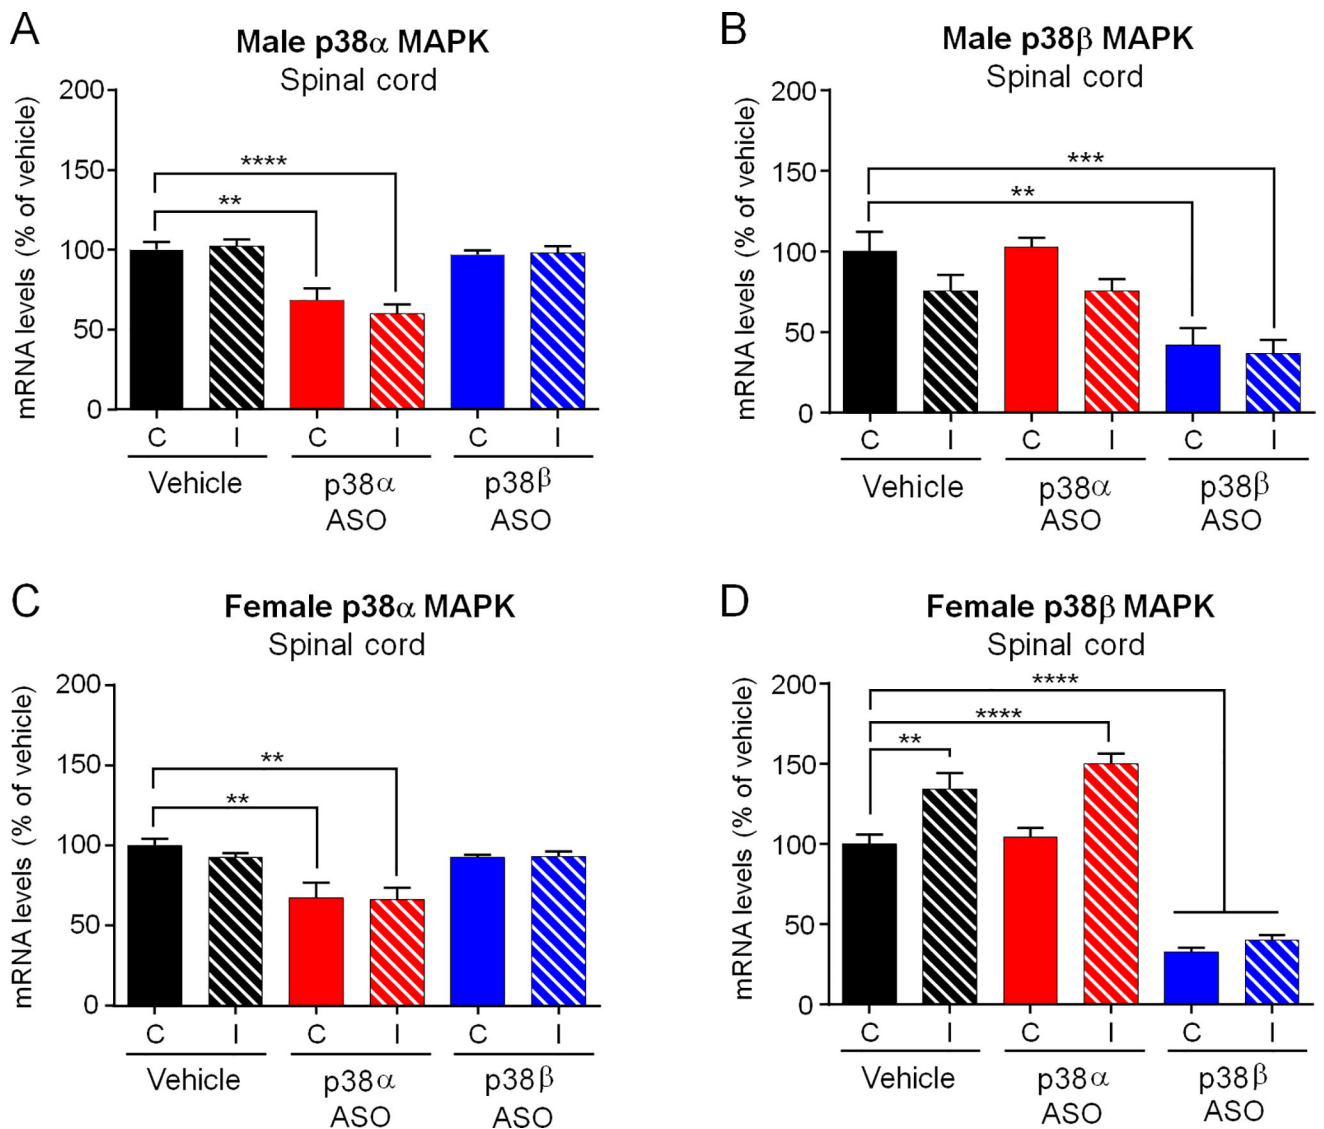 A
Male p38α MAPK
Spinal cord
mRNA levels (% of vehicle)
200
150
100
50
0
****
**
C I C I C I
Vehicle p38α ASO p38β ASO
B
Male p38β MAPK
Spinal cord
mRNA levels (% of vehicle)
200
150
100
50
0
***
**
C I C I C I
Vehicle p38α ASO p38β ASO
C
Female p38α MAPK
Spinal cord
mRNA levels (% of vehicle)
200
150
100
50
0
**
**
C I C I C I
Vehicle p38α ASO p38β ASO
D
Female p38β MAPK
Spinal cord
mRNA levels (% of vehicle)
200
150
100
50
0
****
****
**
C I C I C I
Vehicle p38α ASO p38β ASO